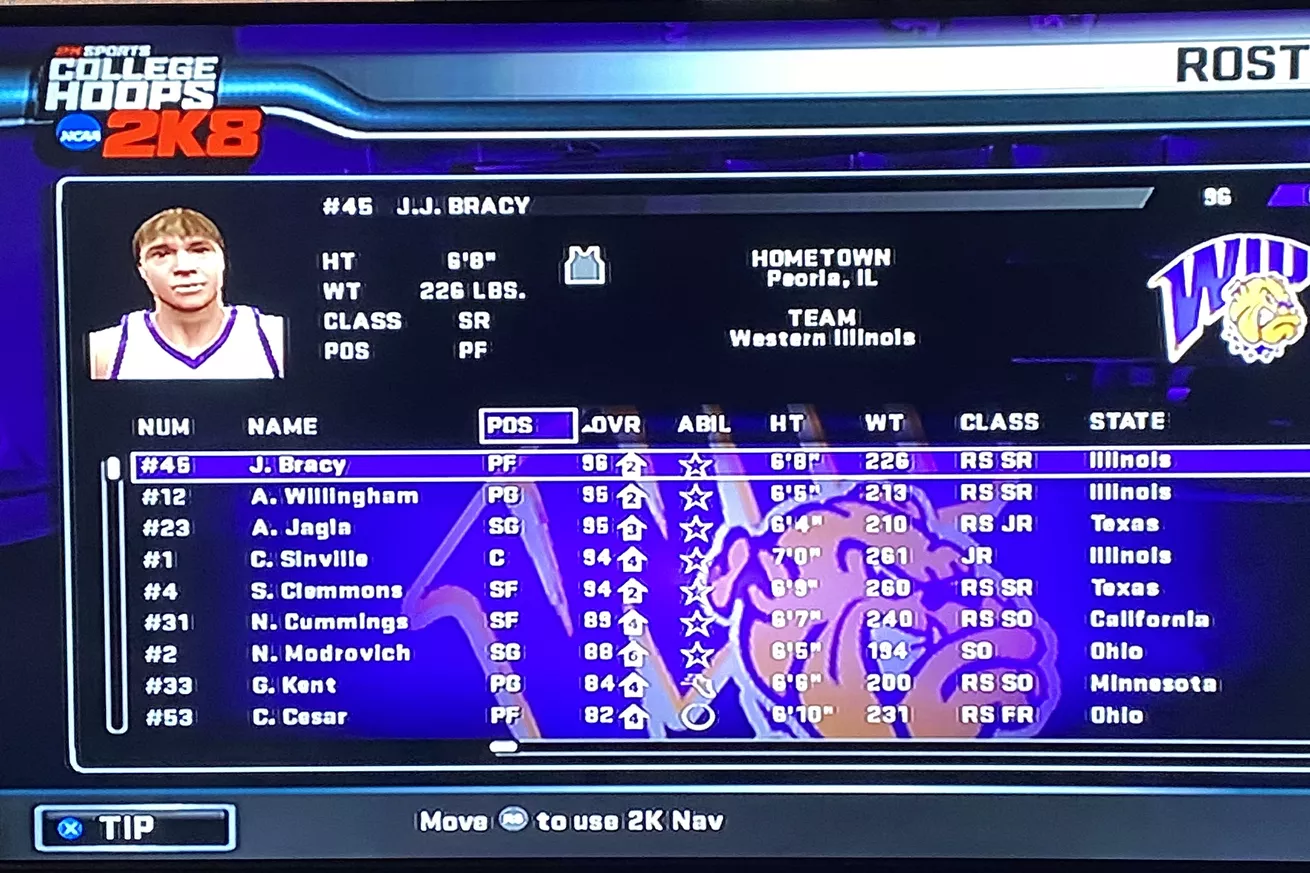 2K SPORTS
COLLEGE
HOOPS
NCAA 2K8
ROST
#45 J.J. BRACY 96
HT 6'8"
WT 226 LBS.
CLASS SR
POS PF
HOMETOWN
Peoria, IL
TEAM
Western Illinois
WIU
NUM NAME POS OVR ABIL HT WT CLASS STATE
#45 J. Bracy PF 96 2 6'8" 226 RS SR Illinois
#12 A. Willingham PG 95 2 6'5" 213 RS SR Illinois
#23 A. Jagla SG 95 3 6'4" 210 RS JR Texas
#1 C. Sinville C 94 4 7'0" 261 JR Illinois
#4 S. Clemmons SF 94 2 6'9" 260 RS SR Texas
#31 N. Cummings SF 89 4 6'7" 240 RS SO California
#2 N. Modrovich SG 88 6'5" 194 SO Ohio
#33 G. Kent PG 84 4 6'6" 200 RS SO Minnesota
#53 C. Cesar PF 82 4 6'10" 231 RS FR Ohio
X TIP
Move RS to use 2K Nav